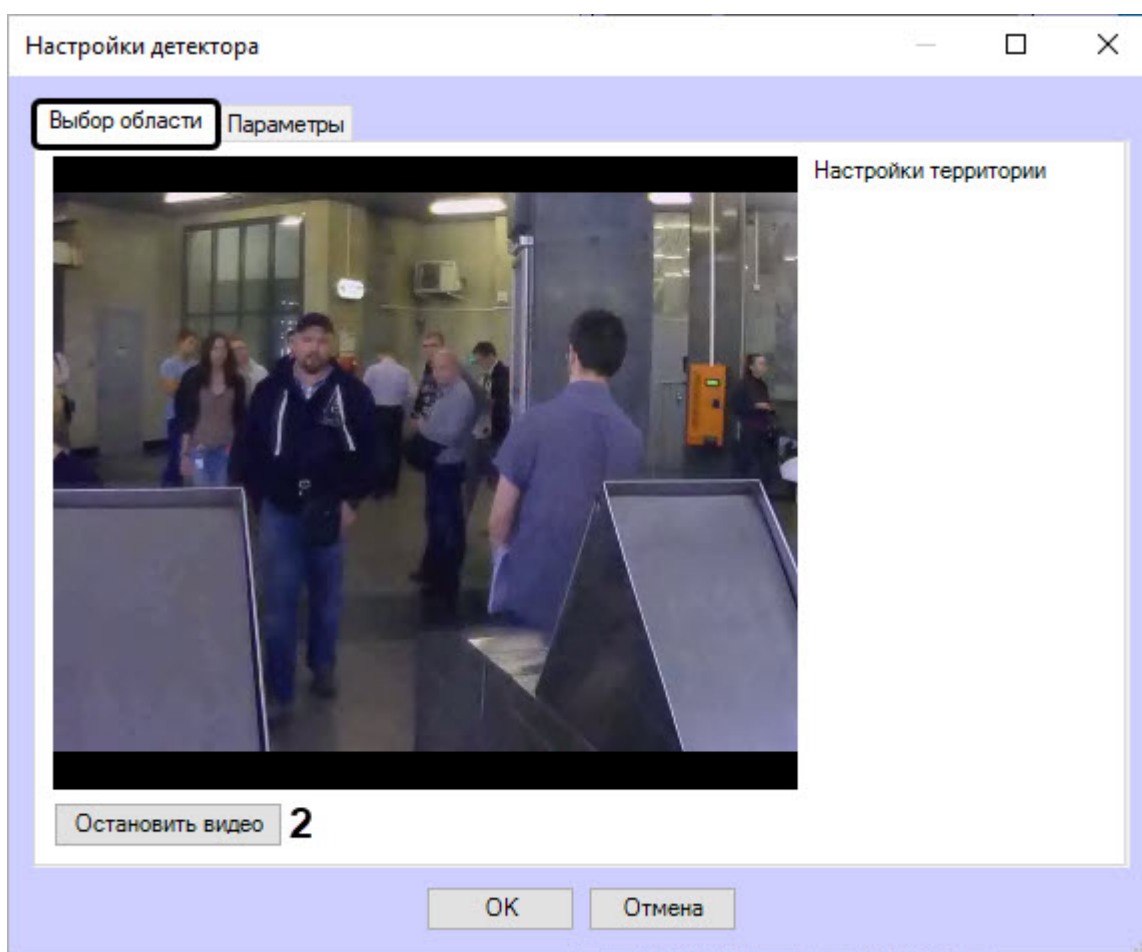 Настройки детектора
Выбор области Параметры
Настройки территории
Остановить видео 2
OK Отмена